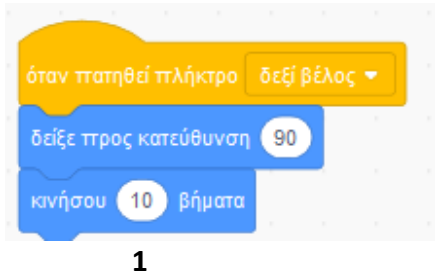 όταν πατηθεί πλήκτρο δεξί βέλος
δείξε προς κατεύθυνση 90
κινήσου 10 βήματα
1